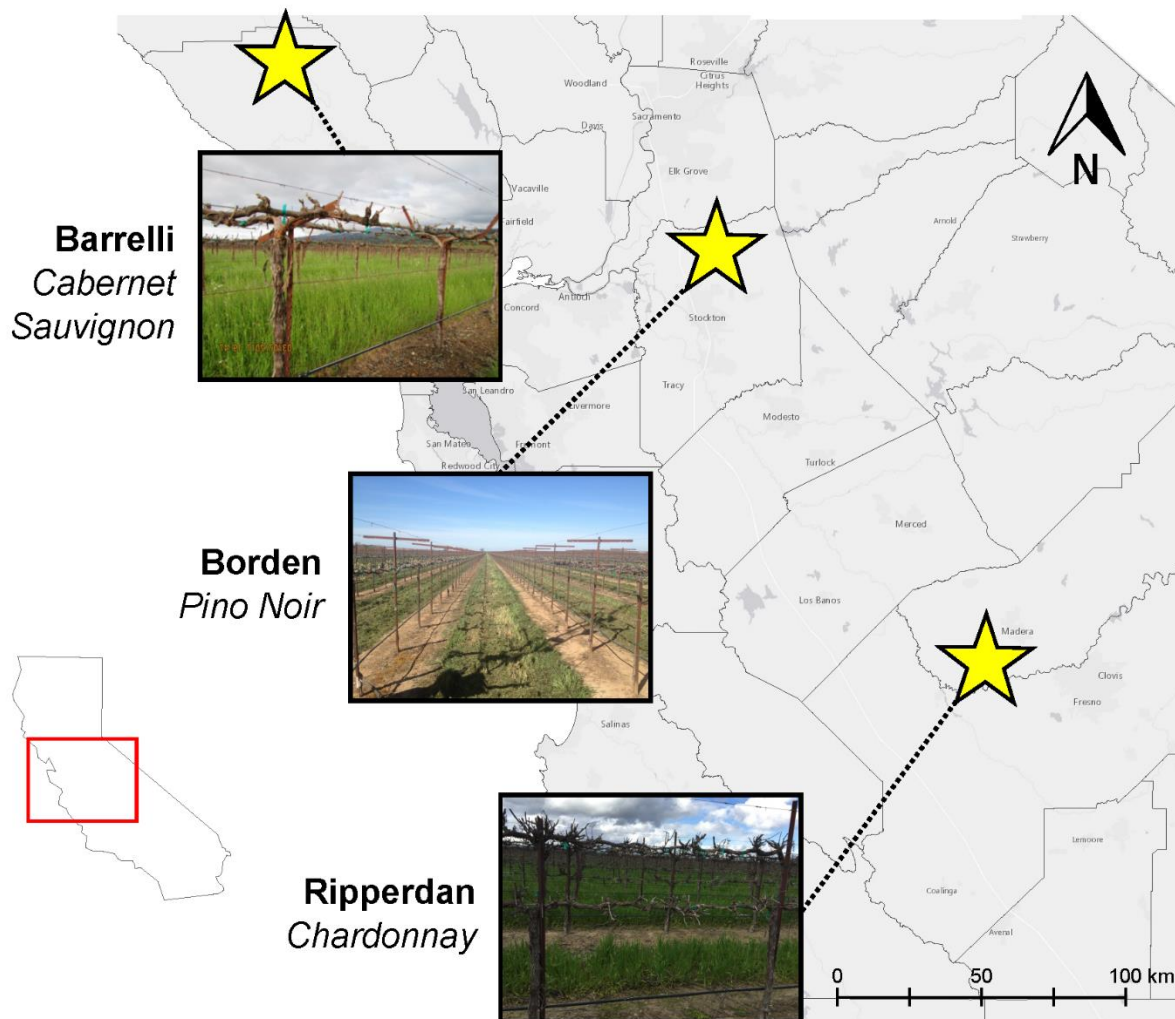 Roseville
Citrus
Heights
Woodland
Sacramento
Davis
Elk Grove
Vacaville
Fairfield
Arnold
Strawberry
Barrelli
Cabernet
Sauvignon
Antioch
Concord
Stockton
San Leandro
Tracy
Modesto
San Mateo
Fremont
Redwood City
Turlock
Merced
Borden
Pino Noir
Los Banos
Madera
Clovis
Fresno
Salinas
Lemoore
Ripperdan
Chardonnay
Coalinga
Avenal
N
0 50 100 km